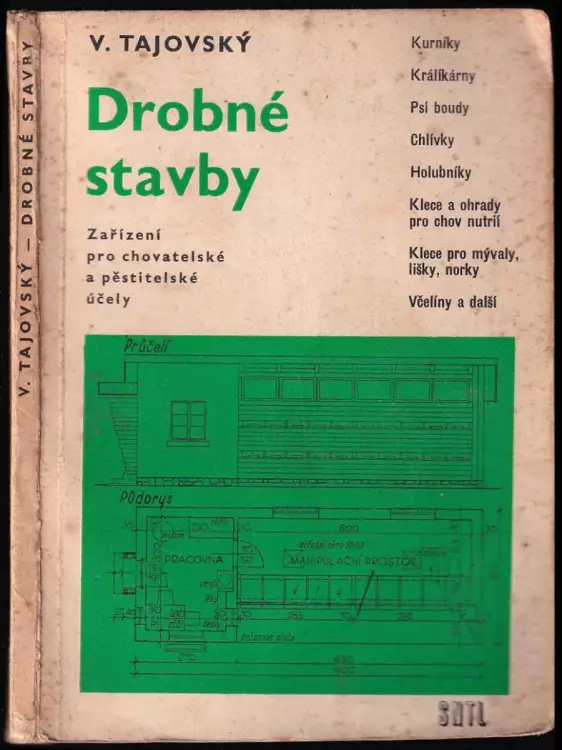 V. TAJOVSKÝ — DROBNÉ STAVBY
V. TAJOVSKÝ
Drobné
stavby
Zařízení
pro chovatelské
a pěstitelské
účely
Kurníky
Králíkárny
Psí boudy
Chlívky
Holubníky
Klece a ohrady
pro chov nutrií
Klece pro mývaly,
lišky, norky
Včelíny a další
Průčelí
Půdorys
PRACOVNA
MANIPULAČNÍ PROSTOR
SNTL